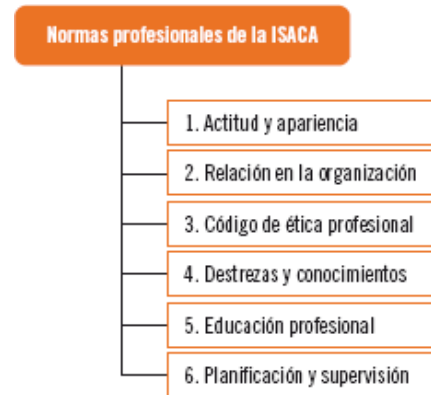 Normas profesionales de la ISACA
1. Actitud y apariencia
2. Relación en la organización
3. Código de ética profesional
4. Destrezas y conocimientos
5. Educación profesional
6. Planificación y supervisión